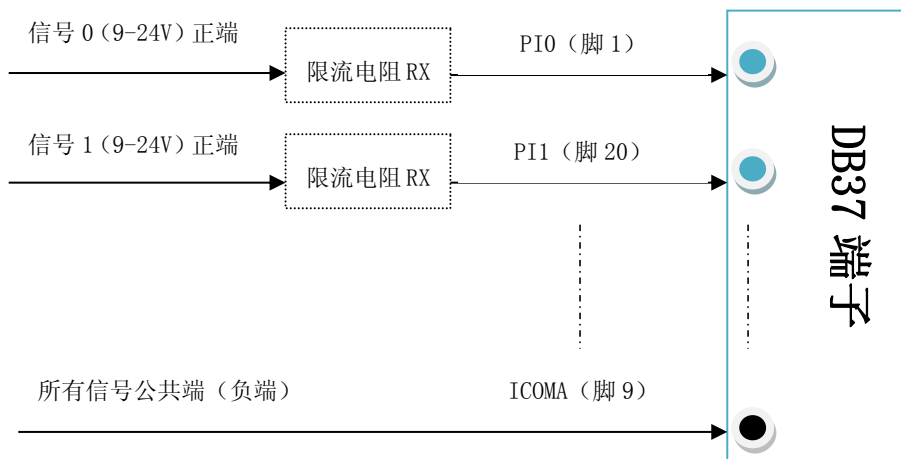 信号 0（9-24V）正端
限流电阻 RX
PI0（脚 1）
信号 1（9-24V）正端
限流电阻 RX
PI1（脚 20）
DB37 端子
所有信号公共端（负端）
ICOMA（脚 9）